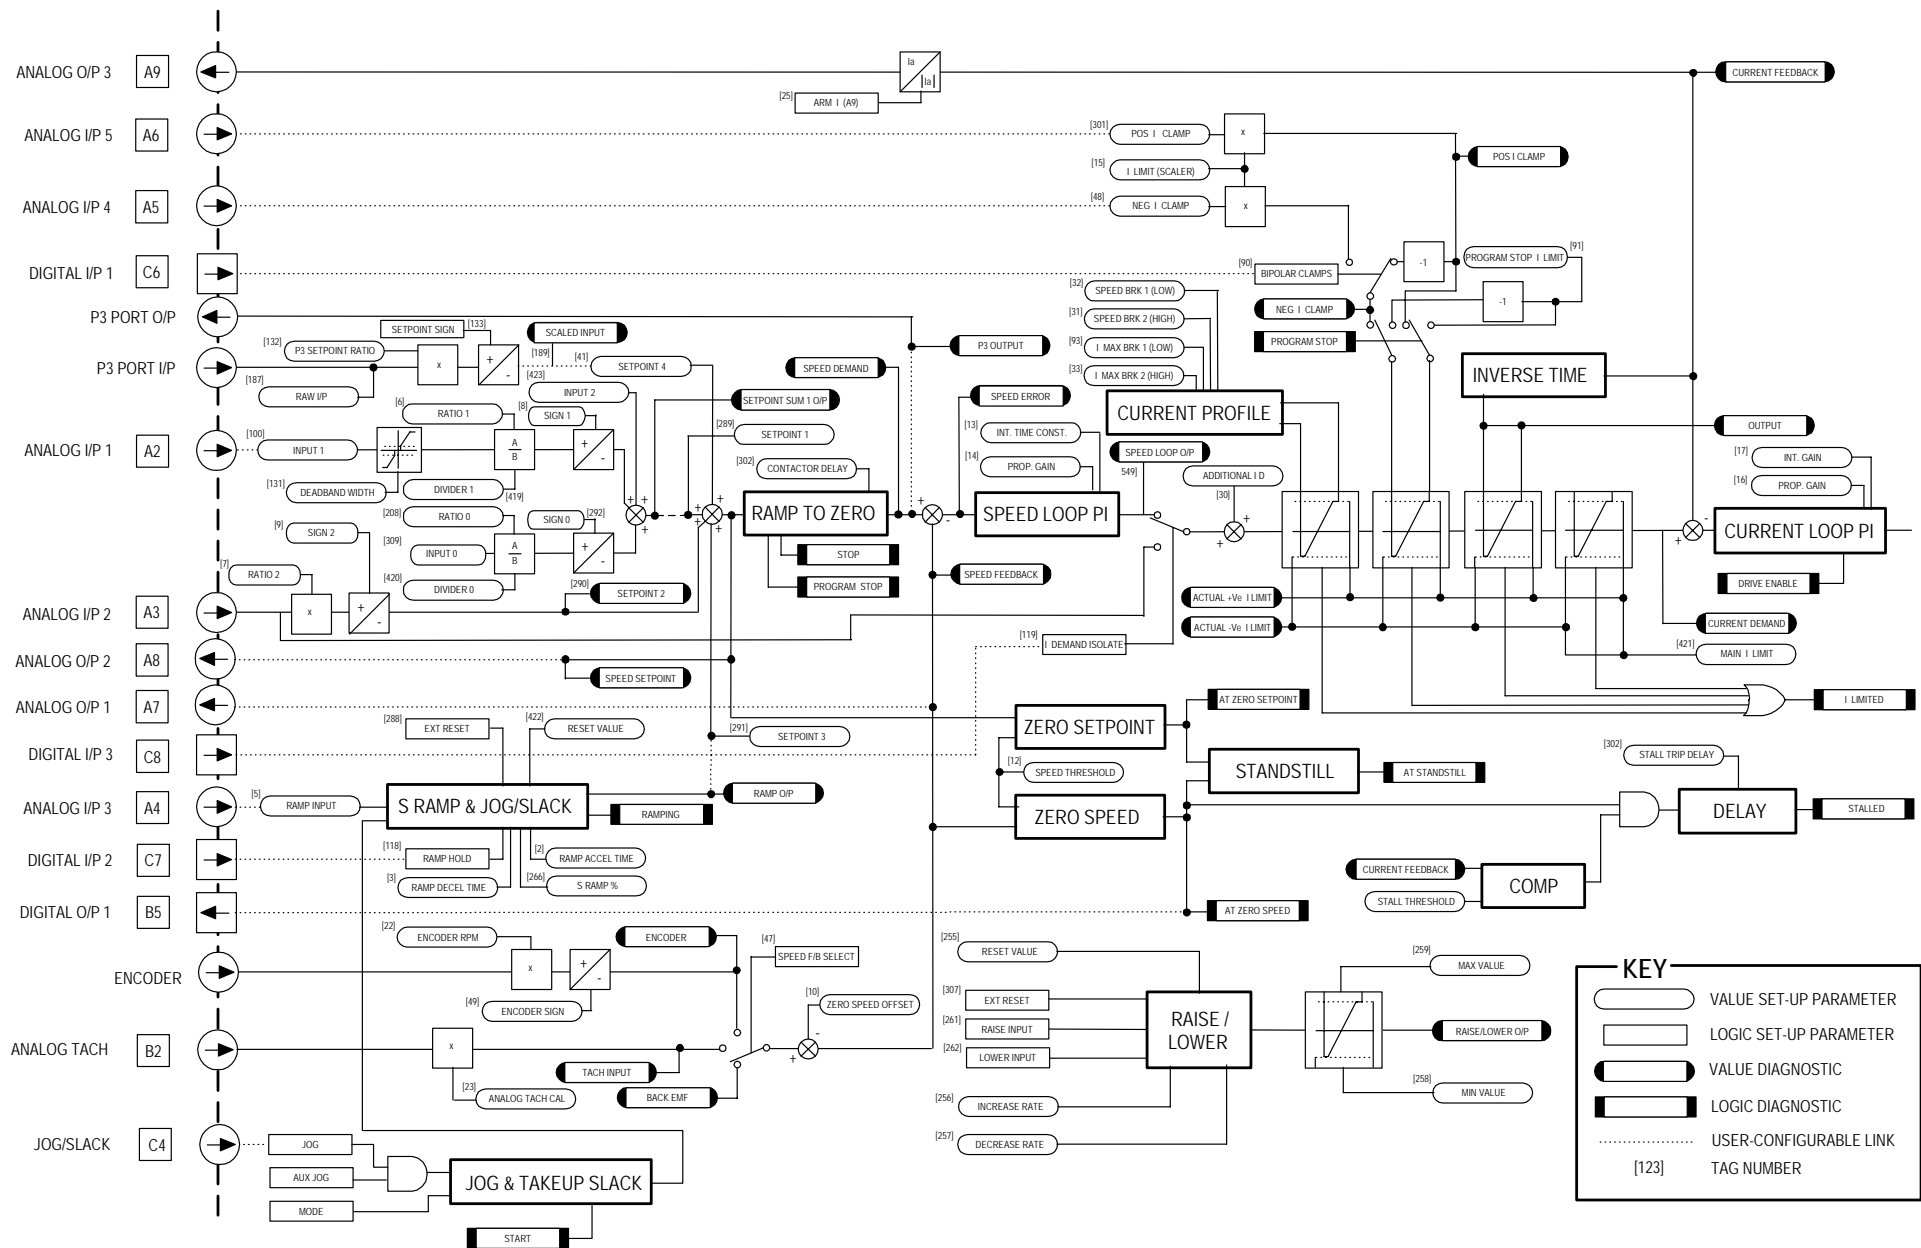 ANALOG O/P 3 A9
Ia
|Ia|
CURRENT FEEDBACK
[25] ARM I (A9)
ANALOG I/P 5 A6
[301] POS I CLAMP x
POS I CLAMP
[15] I LIMIT (SCALER)
ANALOG I/P 4 A5
[48] NEG I CLAMP x
DIGITAL I/P 1 C6
[90] BIPOLAR CLAMPS
-1
PROGRAM STOP I LIMIT [91]
-1
NEG I CLAMP
PROGRAM STOP
P3 PORT O/P
SETPOINT SIGN [133]
SCALED INPUT
[132] P3 SETPOINT RATIO
x
+
-
[189]
[41] SETPOINT 4
P3 PORT I/P
[187] RAW I/P
[32] SPEED BRK 1 (LOW)
[31] SPEED BRK 2 (HIGH)
[93] I MAX BRK 1 (LOW)
[33] I MAX BRK 2 (HIGH)
CURRENT PROFILE
P3 OUTPUT
SPEED DEMAND
SPEED ERROR
INVERSE TIME
OUTPUT
[423] INPUT 2
SETPOINT SUM 1 O/P
[289] SETPOINT 1
[6] RATIO 1
[8] SIGN 1
ANALOG I/P 1 A2
[100] INPUT 1
A
B
+
-
[131] DEADBAND WIDTH
DIVIDER 1 [419]
[302] CONTACTOR DELAY
[13] INT. TIME CONST.
[14] PROP. GAIN
SPEED LOOP O/P
549]
ADDITIONAL I D
[30]
[17] INT. GAIN
[16] PROP. GAIN
[208] RATIO 0
SIGN 0 [292]
[9] SIGN 2
[309] INPUT 0
A
B
+
-
[420] DIVIDER 0
+
+
+
+
+
+
+
RAMP TO ZERO
+
-
SPEED LOOP PI
+
+
+
-
CURRENT LOOP PI
STOP
PROGRAM STOP
SPEED FEEDBACK
DRIVE ENABLE
[7] RATIO 2
[290] SETPOINT 2
ANALOG I/P 2 A3
x
+
-
ACTUAL +Ve I LIMIT
ACTUAL -Ve I LIMIT
CURRENT DEMAND
[421] MAIN I LIMIT
[119] I DEMAND ISOLATE
ANALOG O/P 2 A8
SPEED SETPOINT
ANALOG O/P 1 A7
[288] EXT RESET
[422] RESET VALUE
[291] SETPOINT 3
ZERO SETPOINT
AT ZERO SETPOINT
I LIMITED
DIGITAL I/P 3 C8
[12] SPEED THRESHOLD
STANDSTILL
AT STANDSTILL
[302] STALL TRIP DELAY
ANALOG I/P 3 A4
[5] RAMP INPUT
S RAMP & JOG/SLACK
RAMP O/P
RAMPING
ZERO SPEED
DELAY
STALLED
DIGITAL I/P 2 C7
[118] RAMP HOLD
[2] RAMP ACCEL TIME
[3] RAMP DECEL TIME
[266] S RAMP %
CURRENT FEEDBACK
COMP
STALL THRESHOLD
DIGITAL O/P 1 B5
AT ZERO SPEED
[22] ENCODER RPM
ENCODER
[47] SPEED F/B SELECT
ENCODER
x
+
-
[49] ENCODER SIGN
[10] ZERO SPEED OFFSET
[255] RESET VALUE
[307] EXT RESET
[261] RAISE INPUT
[262] LOWER INPUT
RAISE /
LOWER
[259] MAX VALUE
RAISE/LOWER O/P
[258] MIN VALUE
[256] INCREASE RATE
[257] DECREASE RATE
ANALOG TACH B2
x
+
-
TACH INPUT
BACK EMF
[23] ANALOG TACH CAL
JOG/SLACK C4
JOG
AUX JOG
MODE
JOG & TAKEUP SLACK
START
KEY
VALUE SET-UP PARAMETER
LOGIC SET-UP PARAMETER
VALUE DIAGNOSTIC
LOGIC DIAGNOSTIC
USER-CONFIGURABLE LINK
[123] TAG NUMBER